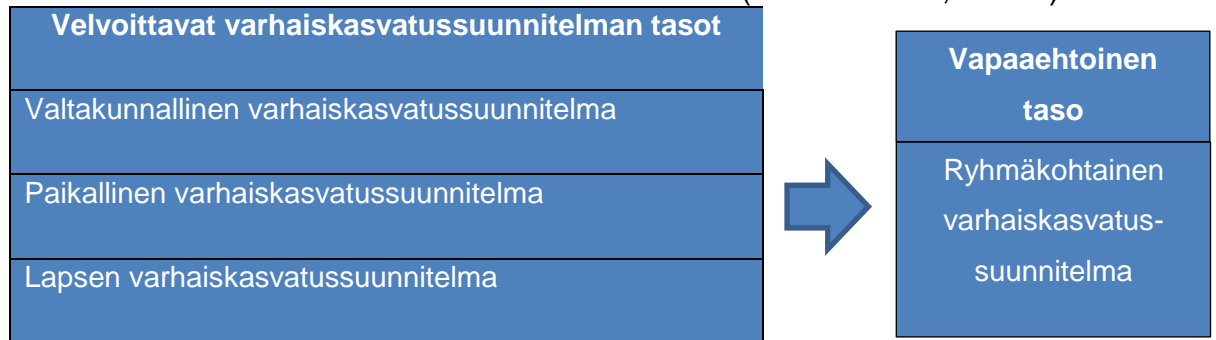 Velvoittavat varhaiskasvatussuunnitelman tasot
Valtakunnallinen varhaiskasvatussuunnitelma
Paikallinen varhaiskasvatussuunnitelma
Lapsen varhaiskasvatussuunnitelma
Vapaaehtoinen
taso
Ryhmäkohtainen
varhaiskasvatus-
suunnitelma